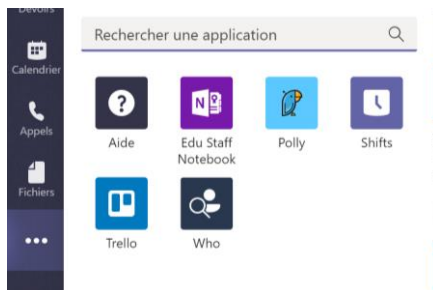 Devoirs
Rechercher une application
Calendrier
Appels
Fichiers
Aide
Edu Staff
Notebook
Polly
Shifts
Trello
Who